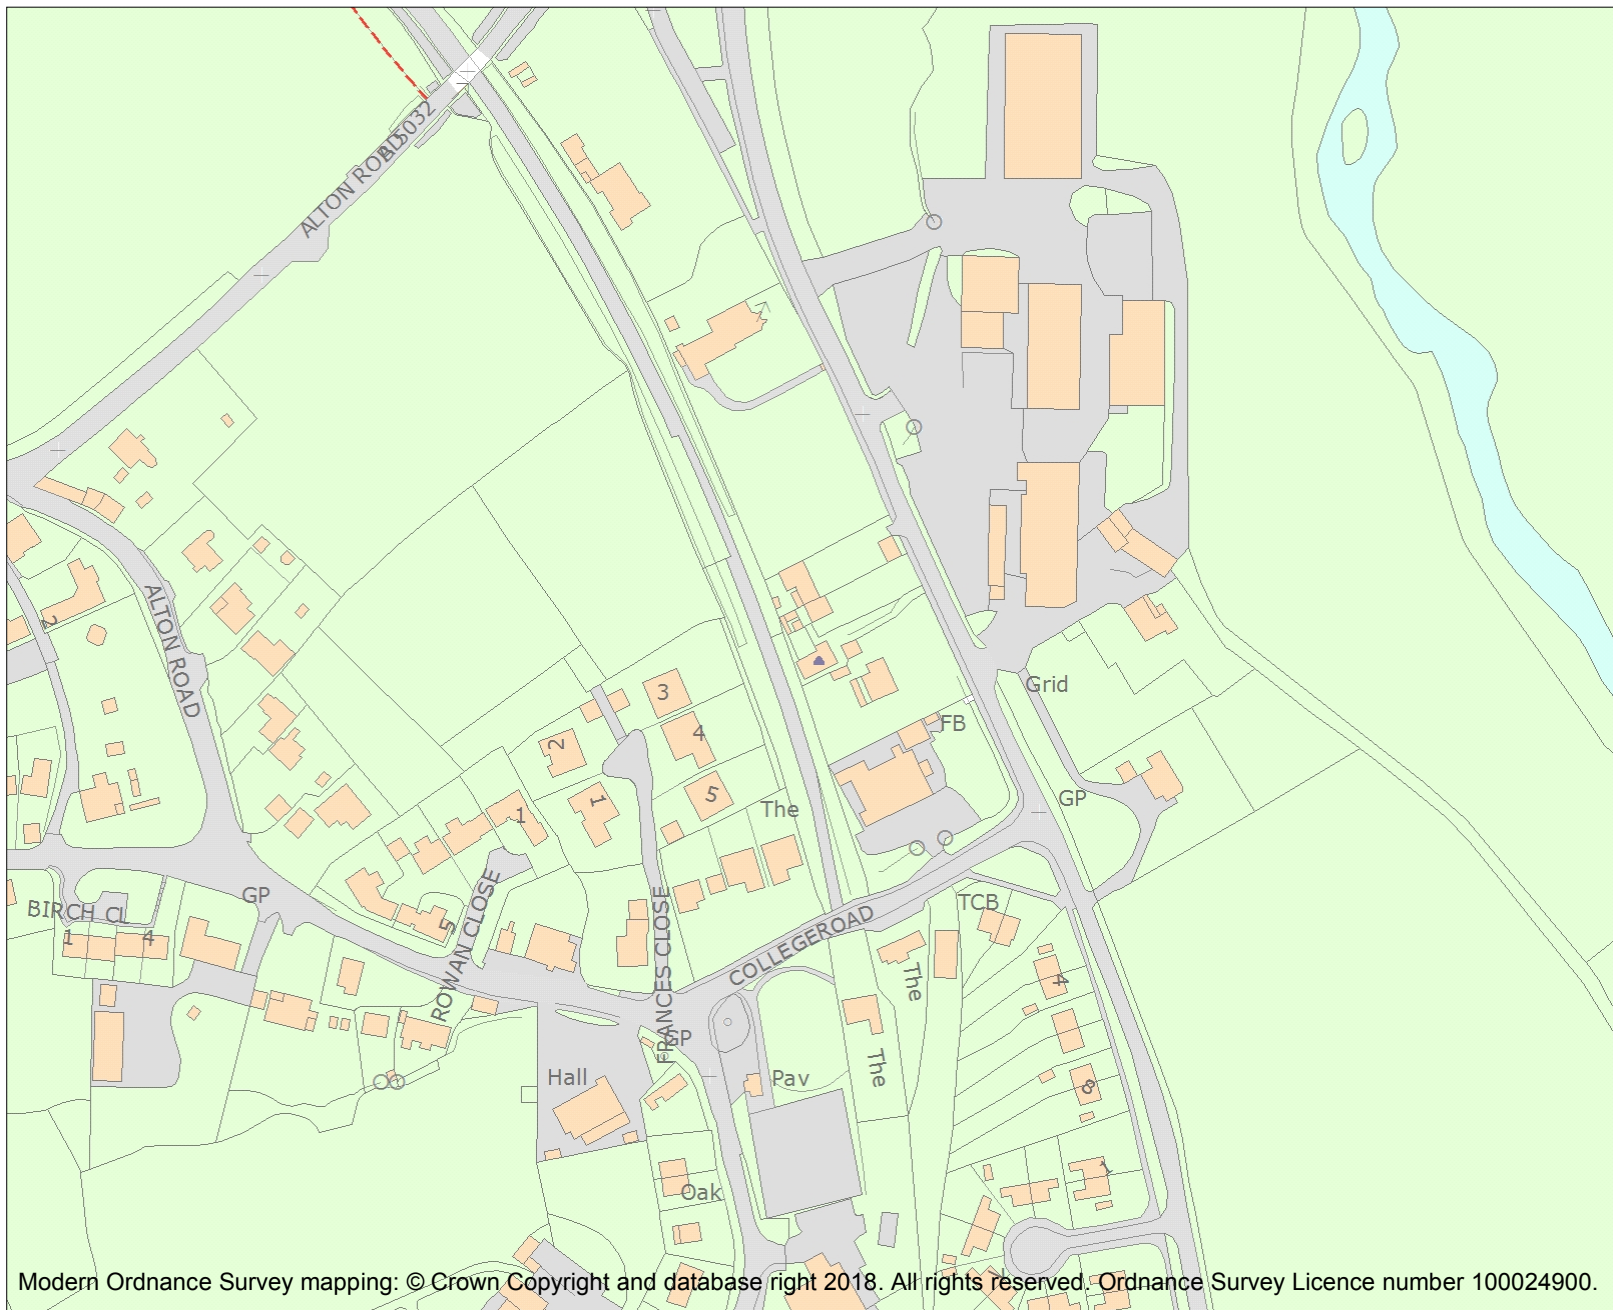 B 5032
ALTON ROAD
2
ALTON ROAD
Grid
3
FB
4
2
5
1
1
The
GP
GP
5
ROWAN CLOSE
FRANCES CLOSE
COLLEGEROAD
TCB
BIRCH CL
1
4
The
4
GP
The
Hall
Pav
8
1
Oak
Modern Ordnance Survey mapping: © Crown Copyright and database right 2018. All rights reserved. Ordnance Survey Licence number 100024900.